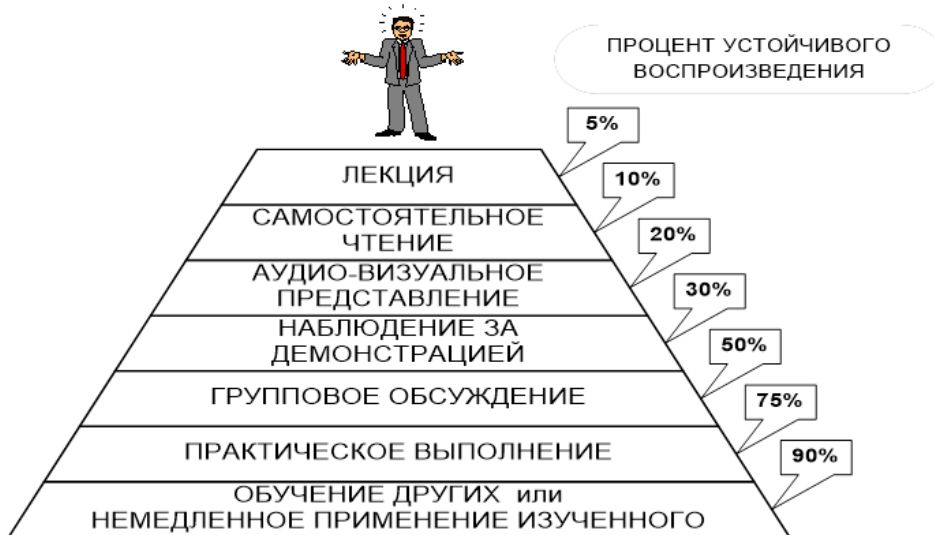 ПРОЦЕНТ УСТОЙЧИВОГО
ВОСПРОИЗВЕДЕНИЯ
5%
ЛЕКЦИЯ
10%
САМОСТОЯТЕЛЬНОЕ
ЧТЕНИЕ
20%
АУДИО-ВИЗУАЛЬНОЕ
ПРЕДСТАВЛЕНИЕ
30%
НАБЛЮДЕНИЕ ЗА
ДЕМОНСТРАЦИЕЙ
50%
ГРУППОВОЕ ОБСУЖДЕНИЕ
75%
ПРАКТИЧЕСКОЕ ВЫПОЛНЕНИЕ
90%
ОБУЧЕНИЕ ДРУГИХ или
НЕМЕДЛЕННОЕ ПРИМЕНЕНИЕ ИЗУЧЕННОГО